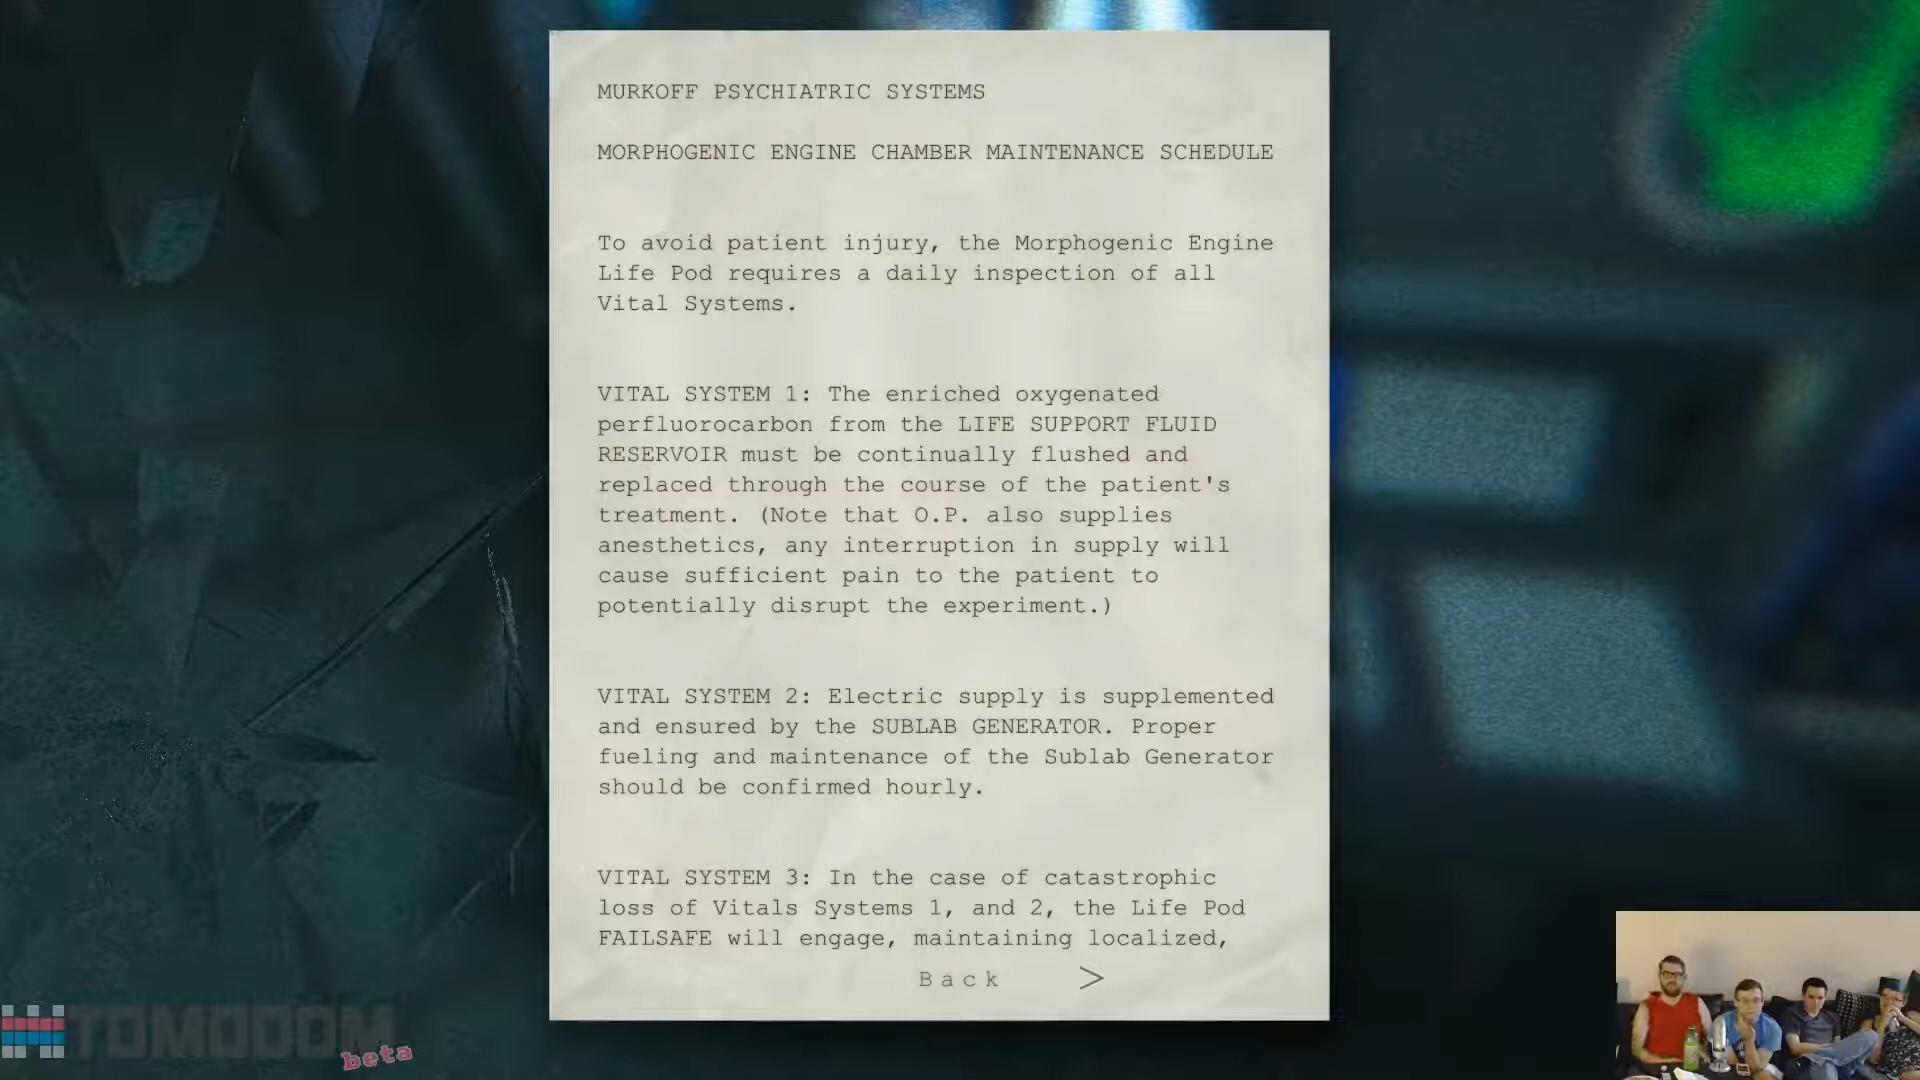 MURKOFF PSYCHIATRIC SYSTEMS
MORPHOGENIC ENGINE CHAMBER MAINTENANCE SCHEDULE
To avoid patient injury, the Morphogenic Engine
Life Pod requires a daily inspection of all
Vital Systems.
VITAL SYSTEM 1: The enriched oxygenated
perfluorocarbon from the LIFE SUPPORT FLUID
RESERVOIR must be continually flushed and
replaced through the course of the patient's
treatment. (Note that O.P. also supplies
anesthetics, any interruption in supply will
cause sufficient pain to the patient to
potentially disrupt the experiment.)
VITAL SYSTEM 2: Electric supply is supplemented
and ensured by the SUBLAB GENERATOR. Proper
fueling and maintenance of the Sublab Generator
should be confirmed hourly.
VITAL SYSTEM 3: In the case of catastrophic
loss of Vitals Systems 1, and 2, the Life Pod
FAILSAFE will engage, maintaining localized,
Back >
TOMODOM
beta